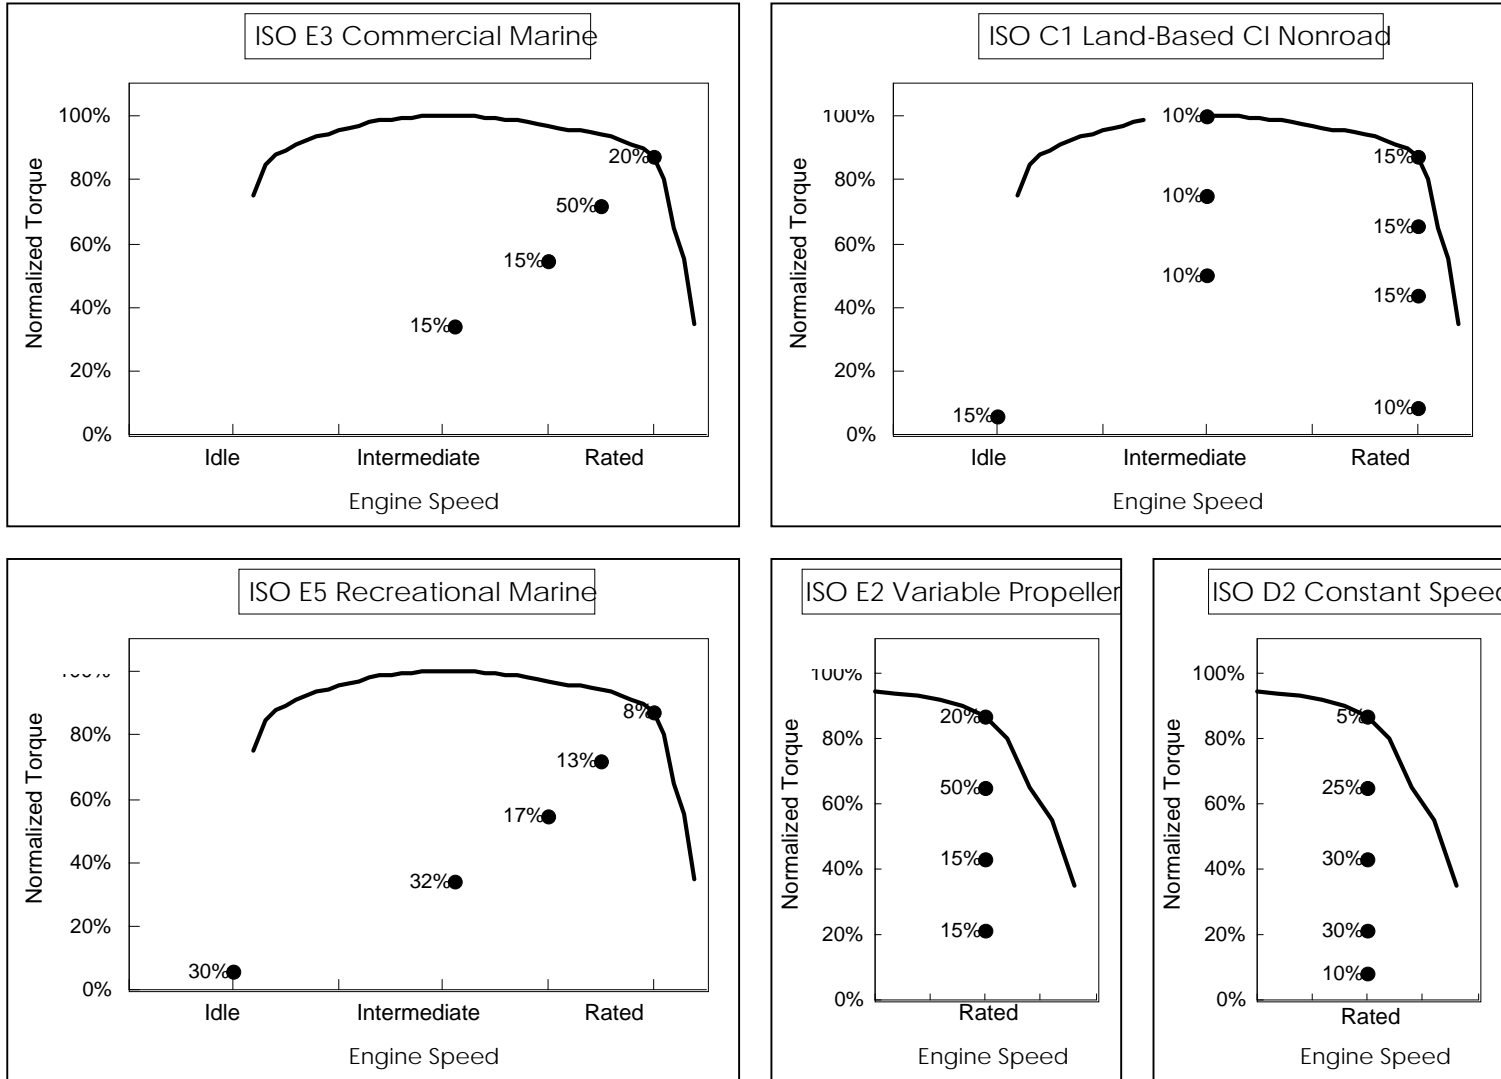 ISO E3 Commercial Marine
Normalized Torque
100%
80%
60%
40%
20%
0%
20%
50%
15%
15%
Idle
Intermediate
Rated
Engine Speed
ISO C1 Land-Based CI Nonroad
Normalized Torque
100%
80%
60%
40%
20%
0%
10%
10%
10%
15%
15%
15%
15%
10%
Idle
Intermediate
Rated
Engine Speed
ISO E5 Recreational Marine
Normalized Torque
100%
80%
60%
40%
20%
0%
8%
13%
17%
32%
30%
Idle
Intermediate
Rated
Engine Speed
ISO E2 Variable Propeller
Normalized Torque
100%
80%
60%
40%
20%
0%
20%
50%
15%
15%
Rated
Engine Speed
ISO D2 Constant Speed
Normalized Torque
100%
80%
60%
40%
20%
0%
5%
25%
30%
30%
10%
Rated
Engine Speed